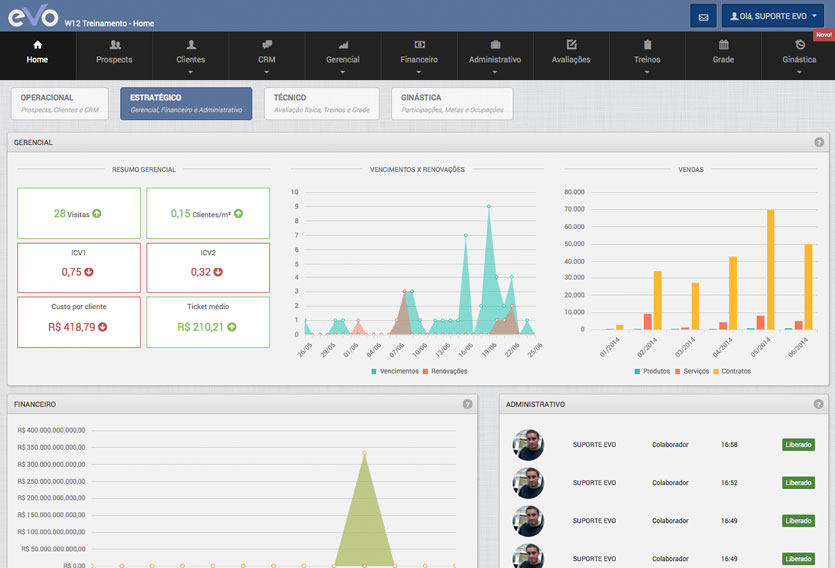 evo W12 Treinamento - Home
Olá, SUPORTE EVO
Novo!
Home Prospects Clientes CRM Gerencial Financeiro Administrativo Avaliações Treinos Grade Ginástica
OPERACIONAL ESTRATÉGICO TÉCNICO GINÁSTICA
Prospects, Clientes e CRM Gerencial, Financeiro e Administrativo Avaliação física, Treinos e Grade Participações, Metas e Ocupações
GERENCIAL ?
RESUMO GERENCIAL
28 Visitas 0,15 Clientes/m²
ICV1 ICV2
0,75 0,32
Custo por cliente Ticket médio
R$ 418,79 R$ 210,21
VENCIMENTOS X RENOVAÇÕES
10
9
8
7
6
5
4
3
2
1
0
26/05 29/05 01/06 04/06 07/06 10/06 13/06 16/06 19/06 22/06 25/06
Vencimentos Renovações
VENDAS
80.000
70.000
60.000
50.000
40.000
30.000
20.000
10.000
0
01/2014 02/2014 03/2014 04/2014 05/2014 06/2014
Produtos Serviços Contratos
FINANCEIRO ?
R$ 400.000.000.000,00
R$ 350.000.000.000,00
R$ 300.000.000.000,00
R$ 250.000.000.000,00
R$ 200.000.000.000,00
R$ 150.000.000.000,00
R$ 100.000.000.000,00
R$ 50.000.000.000,00
R$ 0,00
ADMINISTRATIVO ?
SUPORTE EVO Colaborador 16:58 Liberado
SUPORTE EVO Colaborador 16:52 Liberado
SUPORTE EVO Colaborador 16:49 Liberado
SUPORTE EVO Colaborador 16:49 Liberado